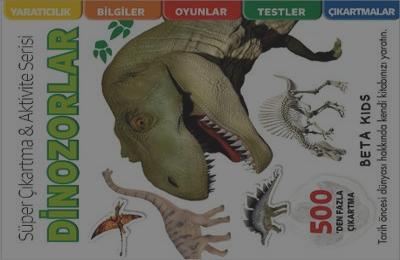 YARATICILIK
BİLGİLER
OYUNLAR
TESTLER
ÇIKARTMALAR
Süper Çıkartma & Aktivite Serisi
DİNOZORLAR
500
'DEN FAZLA
ÇIKARTMA
BETA KIDS
Tarih öncesi dünyası hakkında kendi kitabınızı yaratın.